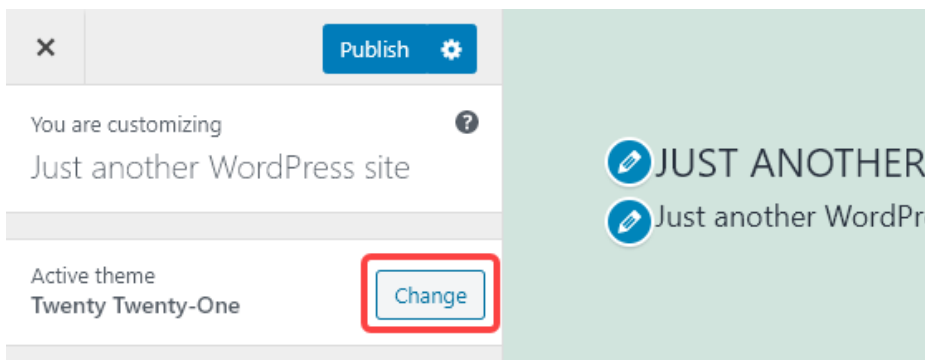 Publish
You are customizing
Just another WordPress site
Active theme
Twenty Twenty-One
Change
JUST ANOTHER
Just another WordPr